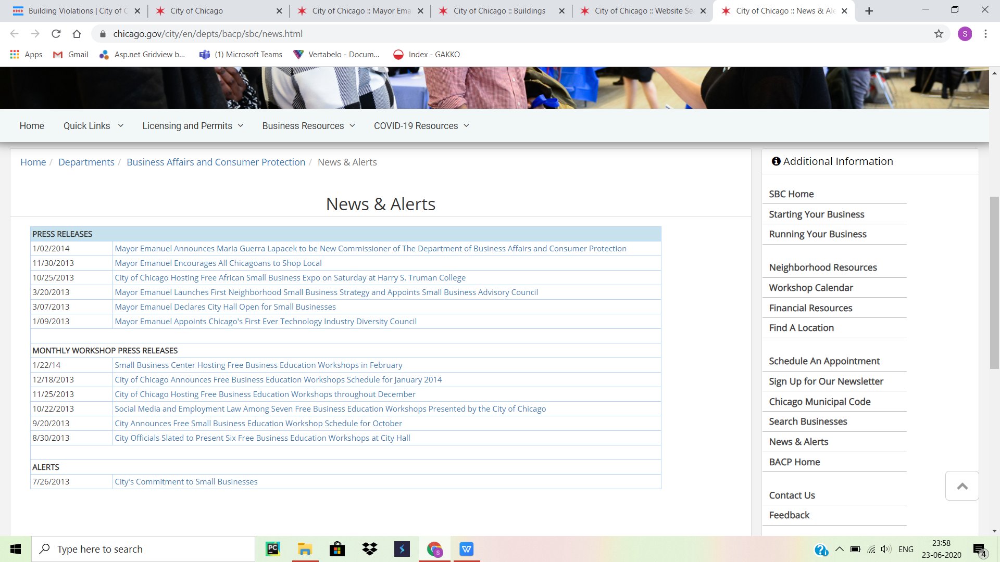 Building Violations | City of C
City of Chicago
City of Chicago :: Mayor Ema
City of Chicago :: Buildings
City of Chicago :: Website Se
City of Chicago :: News & Ale
chicago.gov/city/en/depts/bacp/sbc/news.html
S
Apps
Gmail
Asp.net Gridview b...
(1) Microsoft Teams
Vertabelo - Docum...
Index - GAKKO
Home
Quick Links
Licensing and Permits
Business Resources
COVID-19 Resources
Home / Departments / Business Affairs and Consumer Protection / News & Alerts
News & Alerts
PRESS RELEASES
1/02/2014 Mayor Emanuel Announces Maria Guerra Lapacek to be New Commissioner of The Department of Business Affairs and Consumer Protection
11/30/2013 Mayor Emanuel Encourages All Chicagoans to Shop Local
10/25/2013 City of Chicago Hosting Free African Small Business Expo on Saturday at Harry S. Truman College
3/20/2013 Mayor Emanuel Launches First Neighborhood Small Business Strategy and Appoints Small Business Advisory Council
3/07/2013 Mayor Emanuel Declares City Hall Open for Small Businesses
1/09/2013 Mayor Emanuel Appoints Chicago's First Ever Technology Industry Diversity Council
MONTHLY WORKSHOP PRESS RELEASES
1/22/14 Small Business Center Hosting Free Business Education Workshops in February
12/18/2013 City of Chicago Announces Free Business Education Workshops Schedule for January 2014
11/25/2013 City of Chicago Hosting Free Business Education Workshops throughout December
10/22/2013 Social Media and Employment Law Among Seven Free Business Education Workshops Presented by the City of Chicago
9/20/2013 City Announces Free Small Business Education Workshop Schedule for October
8/30/2013 City Officials Slated to Present Six Free Business Education Workshops at City Hall
ALERTS
7/26/2013 City's Commitment to Small Businesses
Additional Information
SBC Home
Starting Your Business
Running Your Business
Neighborhood Resources
Workshop Calendar
Financial Resources
Find A Location
Schedule An Appointment
Sign Up for Our Newsletter
Chicago Municipal Code
Search Businesses
News & Alerts
BACP Home
Contact Us
Feedback
Type here to search
PC
S
W
ENG
23:58
23-06-2020
4